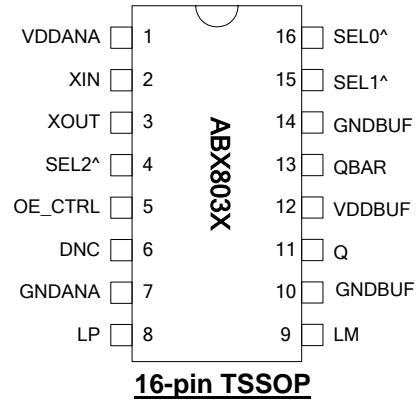 VDDANA 1 16 SEL0^
XIN 2 15 SEL1^
XOUT 3 14 GNDBUF
SEL2^ 4 13 QBAR
OE_CTRL 5 12 VDDBUF
DNC 6 11 Q
GNDANA 7 10 GNDBUF
LP 8 9 LM
ABX803X
16-pin TSSOP